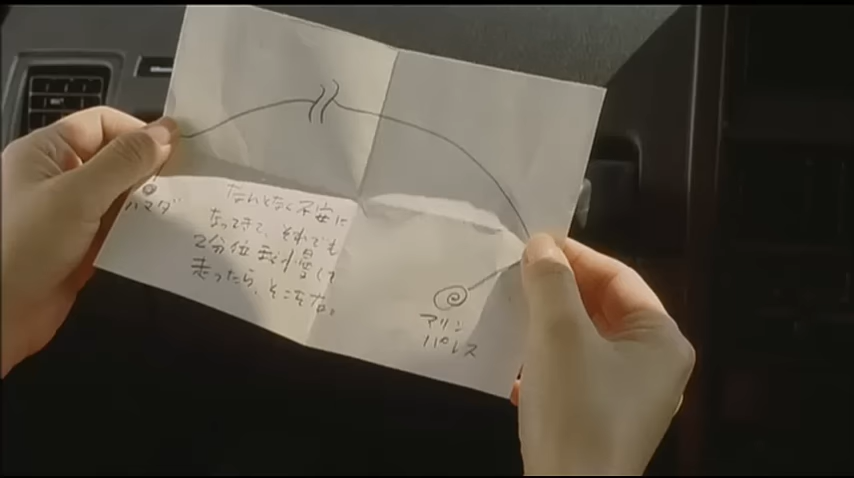 ハマダ
なんとなく不安に
なってきて、それでも
2分位我慢して
走ったら、そこを右。
マリン
パレス